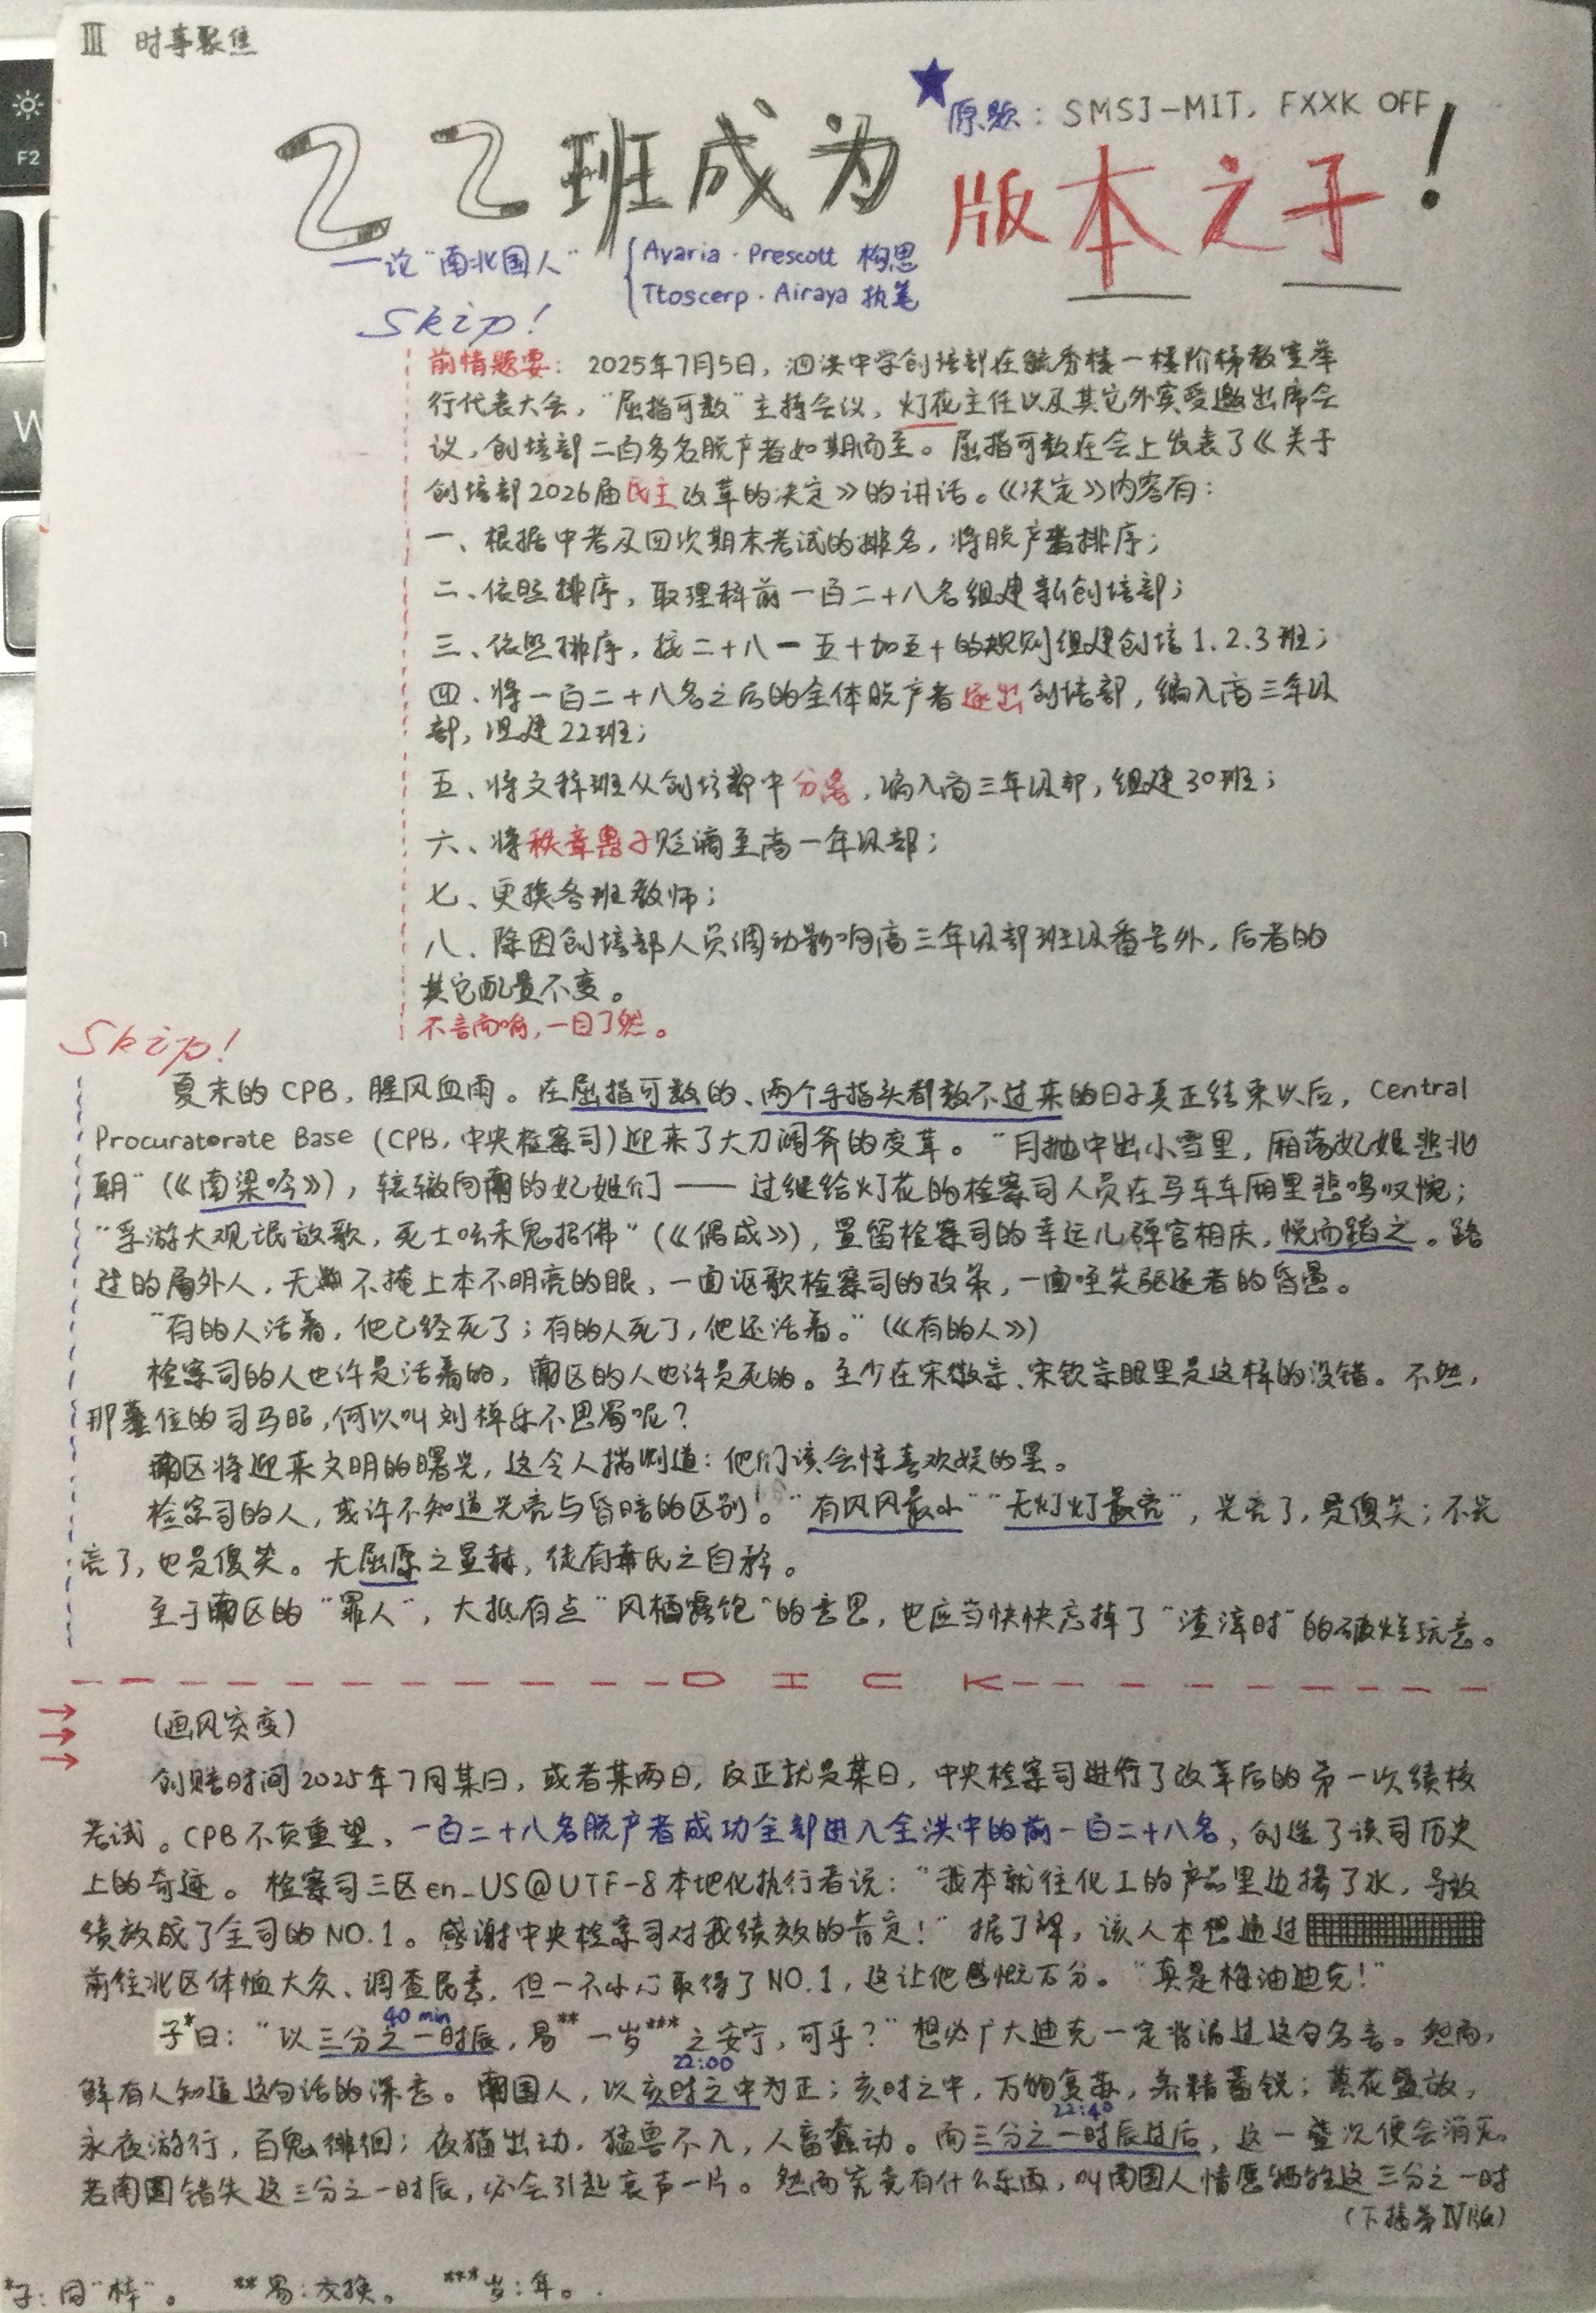 Ⅲ 时事聚焦
★原题：SMSJ-MIT, FXXK OFF
22班成为版本之子！
——论“南北国人”
Avaria·Prescott 构思
Ttoscerp·Airaya 执笔
Skip!
前情题要：2025年7月5日，泗洪中学创培部在毓秀楼一楼阶梯教室举
行代表大会，“屈指可数”主持会议，灯花主任以及其它外宾受邀出席会
议，创培部二百多名脱产者如期而至。屈指可数在会上发表了《关于
创培部2026届民主改革的决定》的讲话。《决定》内容有：
一、根据中考及四次期末考试的排名，将脱产者排序；
二、依照排序，取理科前一百二十八名组建新创培部；
三、依照排序，按二十八一五十加五十的规则组建创培1.2.3班；
四、将一百二十八名之后的全体脱产者逐出创培部，编入高三年级
部，组建22班；
五、将文科班从创培部中分离，编入高三年级部，组建30班；
六、将秩章鲁子贬谪至高一年级部；
七、更换各班教师；
八、除因创培部人员调动影响高三年级部班级番号外，后者的
其它配置不变。
不言而喻，一目了然。
Skip!
夏末的CPB，腥风血雨。在屈指可数的、两个手指头都数不过来的日子真正结束以后，Central
Procuratorate Base（CPB，中央检察司）迎来了大刀阔斧的变革。“月抛中出小雪里，厢荡妃姬悲北
朝”（《南梁吟》），辕辙向南的妃姬们——过继给灯花的检察司人员在马车车厢里悲鸣叹惋；
“浮游大观诋放歌，死士吆未鬼招佛”（《偶成》），置留检察司的幸运儿弹官相庆，悦而蹈之。路
过的局外人，无不掩上本不明亮的眼，一面讴歌检察司的改革，一面哂笑驱逐者的昏愚。
“有的人活着，他已经死了；有的人死了，他还活着。”（《有的人》）
检察司的人也许是活着的，南区的人也许是死的。至少在宋徽宗、宋钦宗眼里是这样的没错。不然，
那篡位的司马昭，何以叫刘禅乐不思蜀呢？
南区将迎来文明的曙光，这令人揣测道：他们该会惊喜欢娱的罢。
检察司的人，或许不知道光亮与昏暗的区别！“有风风最小”“无灯灯最亮”，光亮了，是傻笑；不光
亮了，也是傻笑。无屈原之显赫，徒有芈氏之自矜。
至于南区的“罪人”，大抵有点“风栖露饱”的意思，也应当快快忘掉了“渣滓时”的破烂玩意。
DICK
（画风突变）
创赔时间2025年7月某日，或者某两日，反正就是某日，中央检察司进行了改革后的第一次绩核
考试。CPB不负重望，一百二十八名脱产者成功全部进入全洪中的前一百二十八名，创造了该司历史
上的奇迹。检察司三区en_US@UTF-8本地化执行者说：“我本就往化工的产品里边掺了水，导致
绩效成了全司的NO.1。感谢中央检察司对我绩效的肯定！”据了解，该人本想通过
前往北区体恤大众、调查民意，但一不小心取得了NO.1，这让他感慨万分。“真是梅油迪克！”
40 min
子*曰：“以三分之一时辰，易**一岁***之安宁，可乎？”想必广大迪克一定背诵过这句名言。然而，
22:00
鲜有人知道这句话的深意。南国人，以亥时之中为正；亥时之中，万物复苏，养精蓄锐；昙花盛放，
22:40
永夜游行，百鬼徘徊；夜猫出动，猛兽不入，人畜蠢动。而三分之一时辰过后，这一盛况便会消无。
若南国错失这三分之一时辰，必会引起哀声一片。然而究竟有什么东西，叫南国人情愿牺牲这三分之一时
（下接第Ⅳ版）
*子：同“梓”。 **易：交换。 ***岁：年。